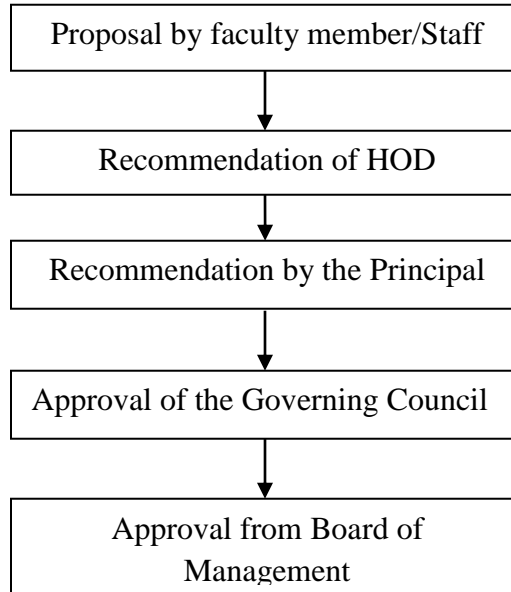 Proposal by faculty member/Staff
Recommendation of HOD
Recommendation by the Principal
Approval of the Governing Council
Approval from Board of
Management